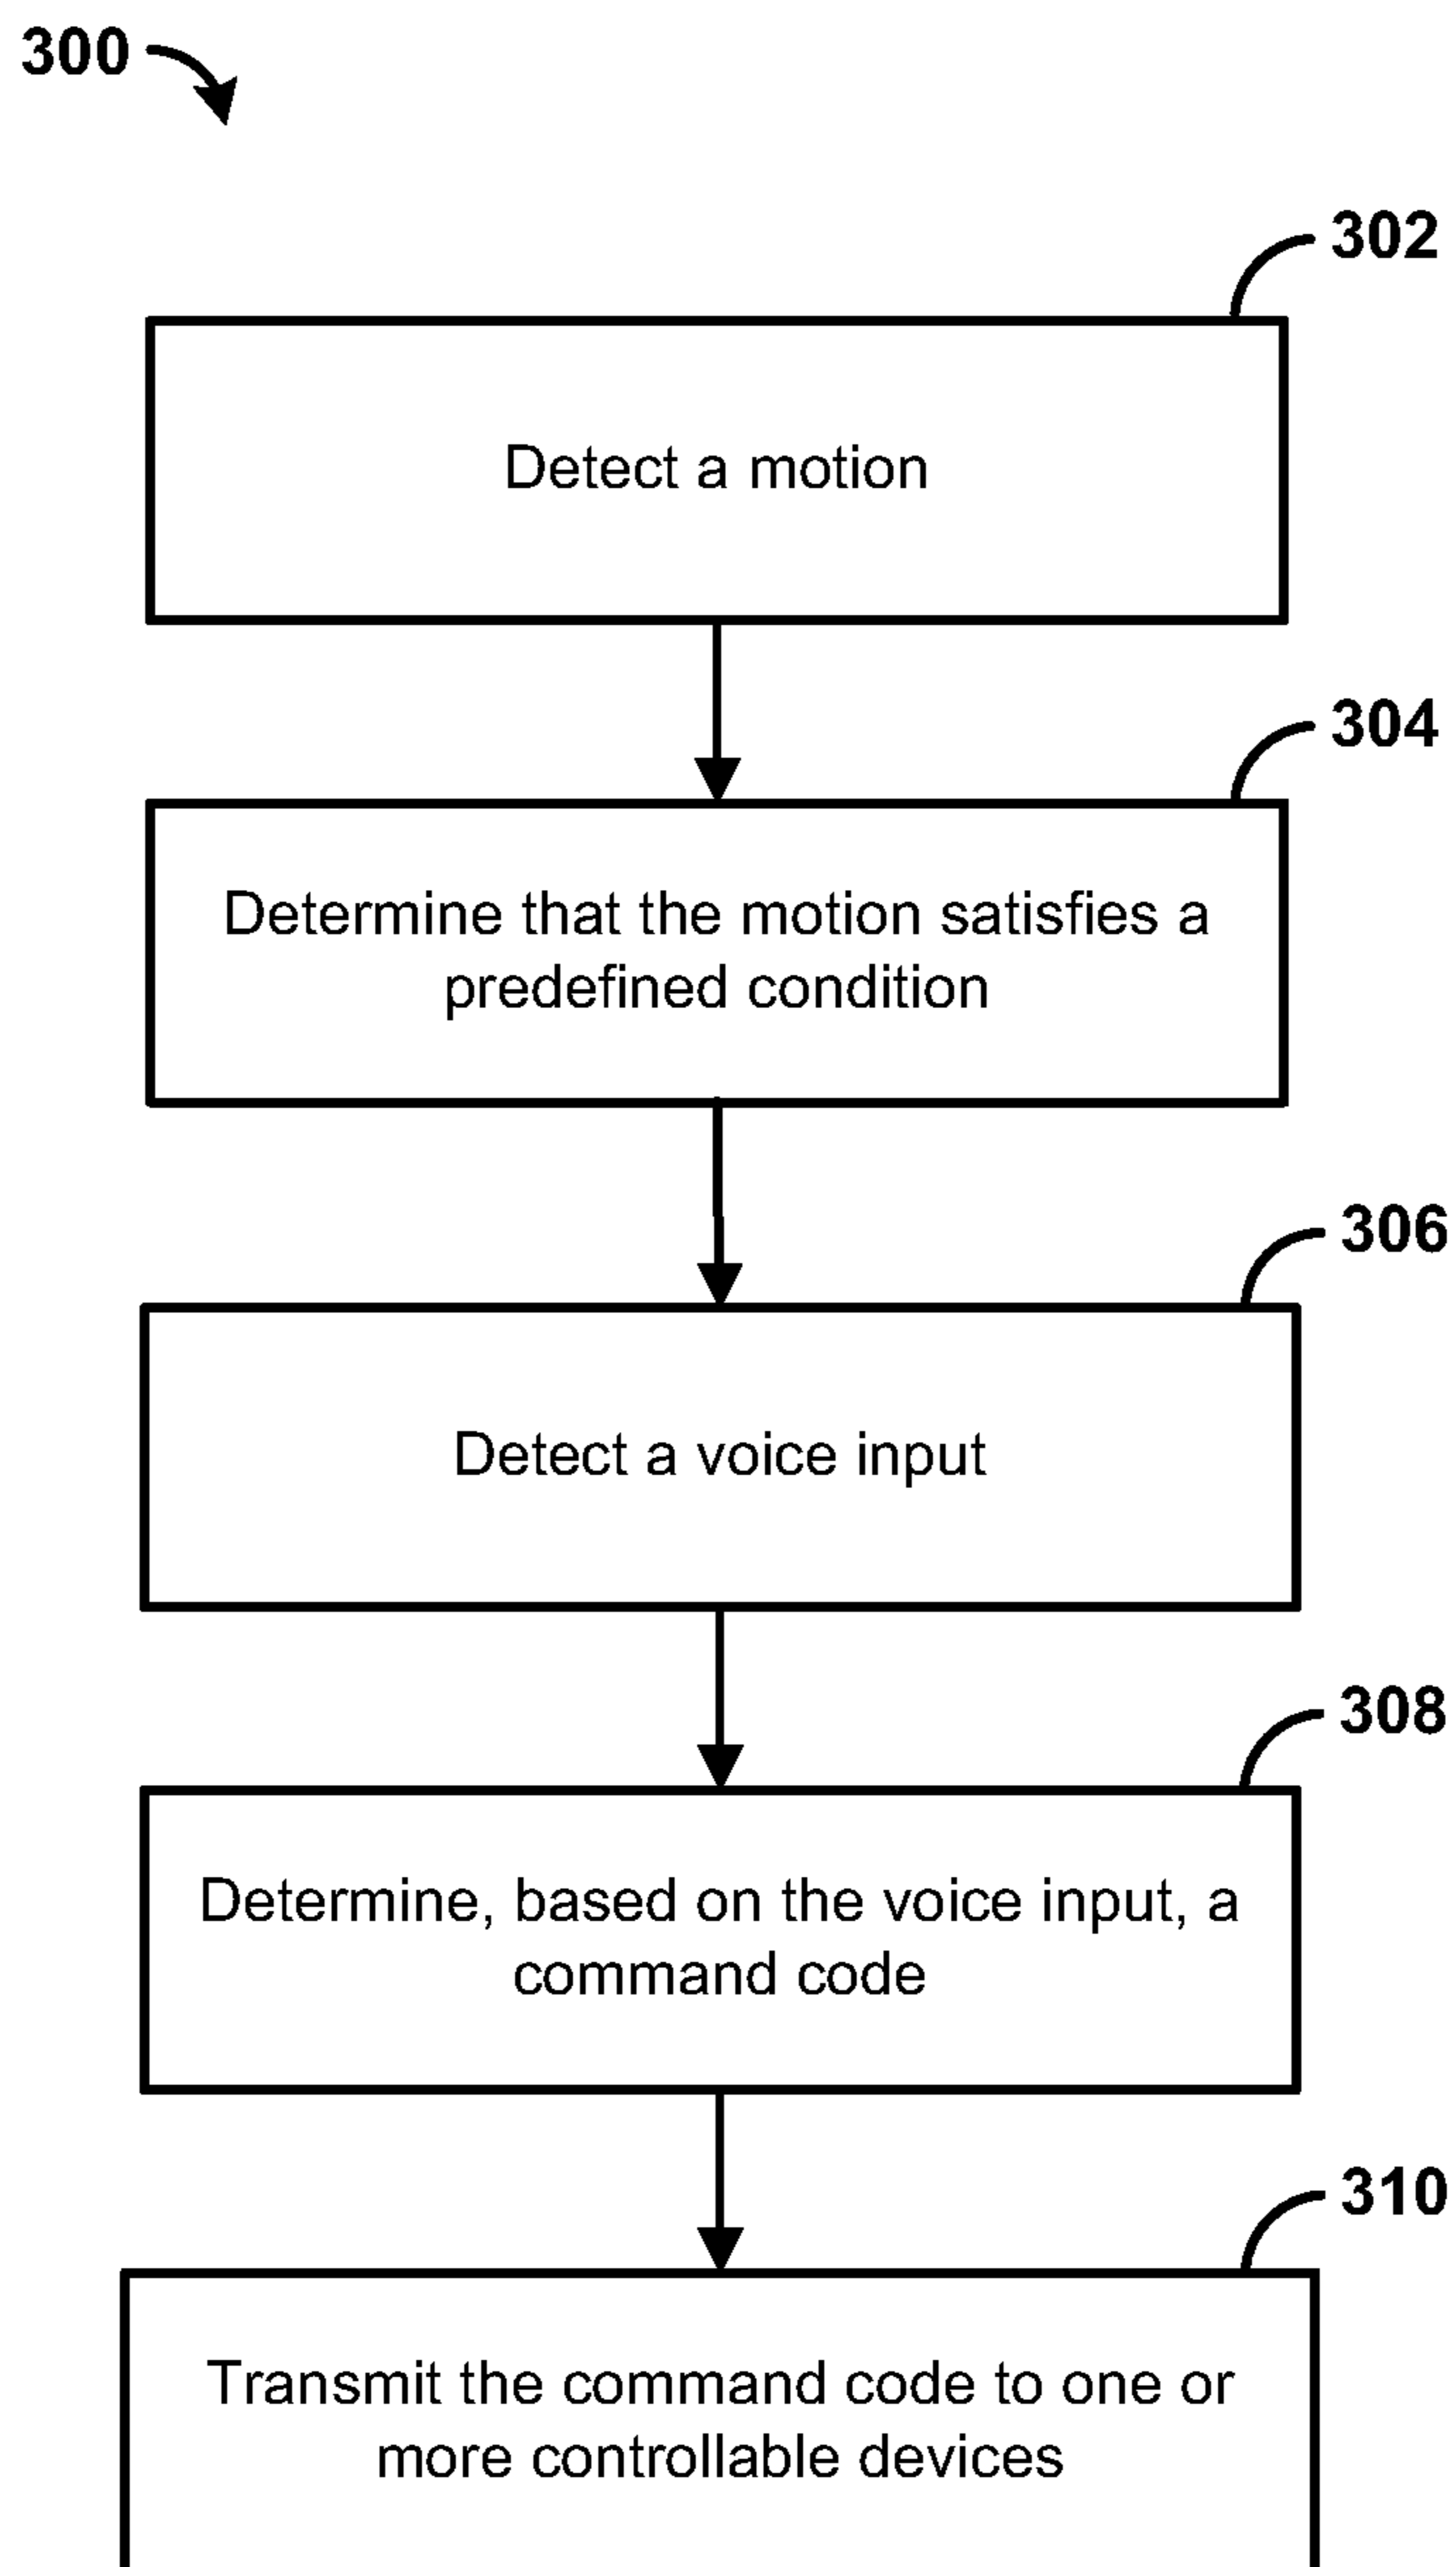 300
302
Detect a motion
304
Determine that the motion satisfies a
predefined condition
306
Detect a voice input
308
Determine, based on the voice input, a
command code
310
Transmit the command code to one or
more controllable devices